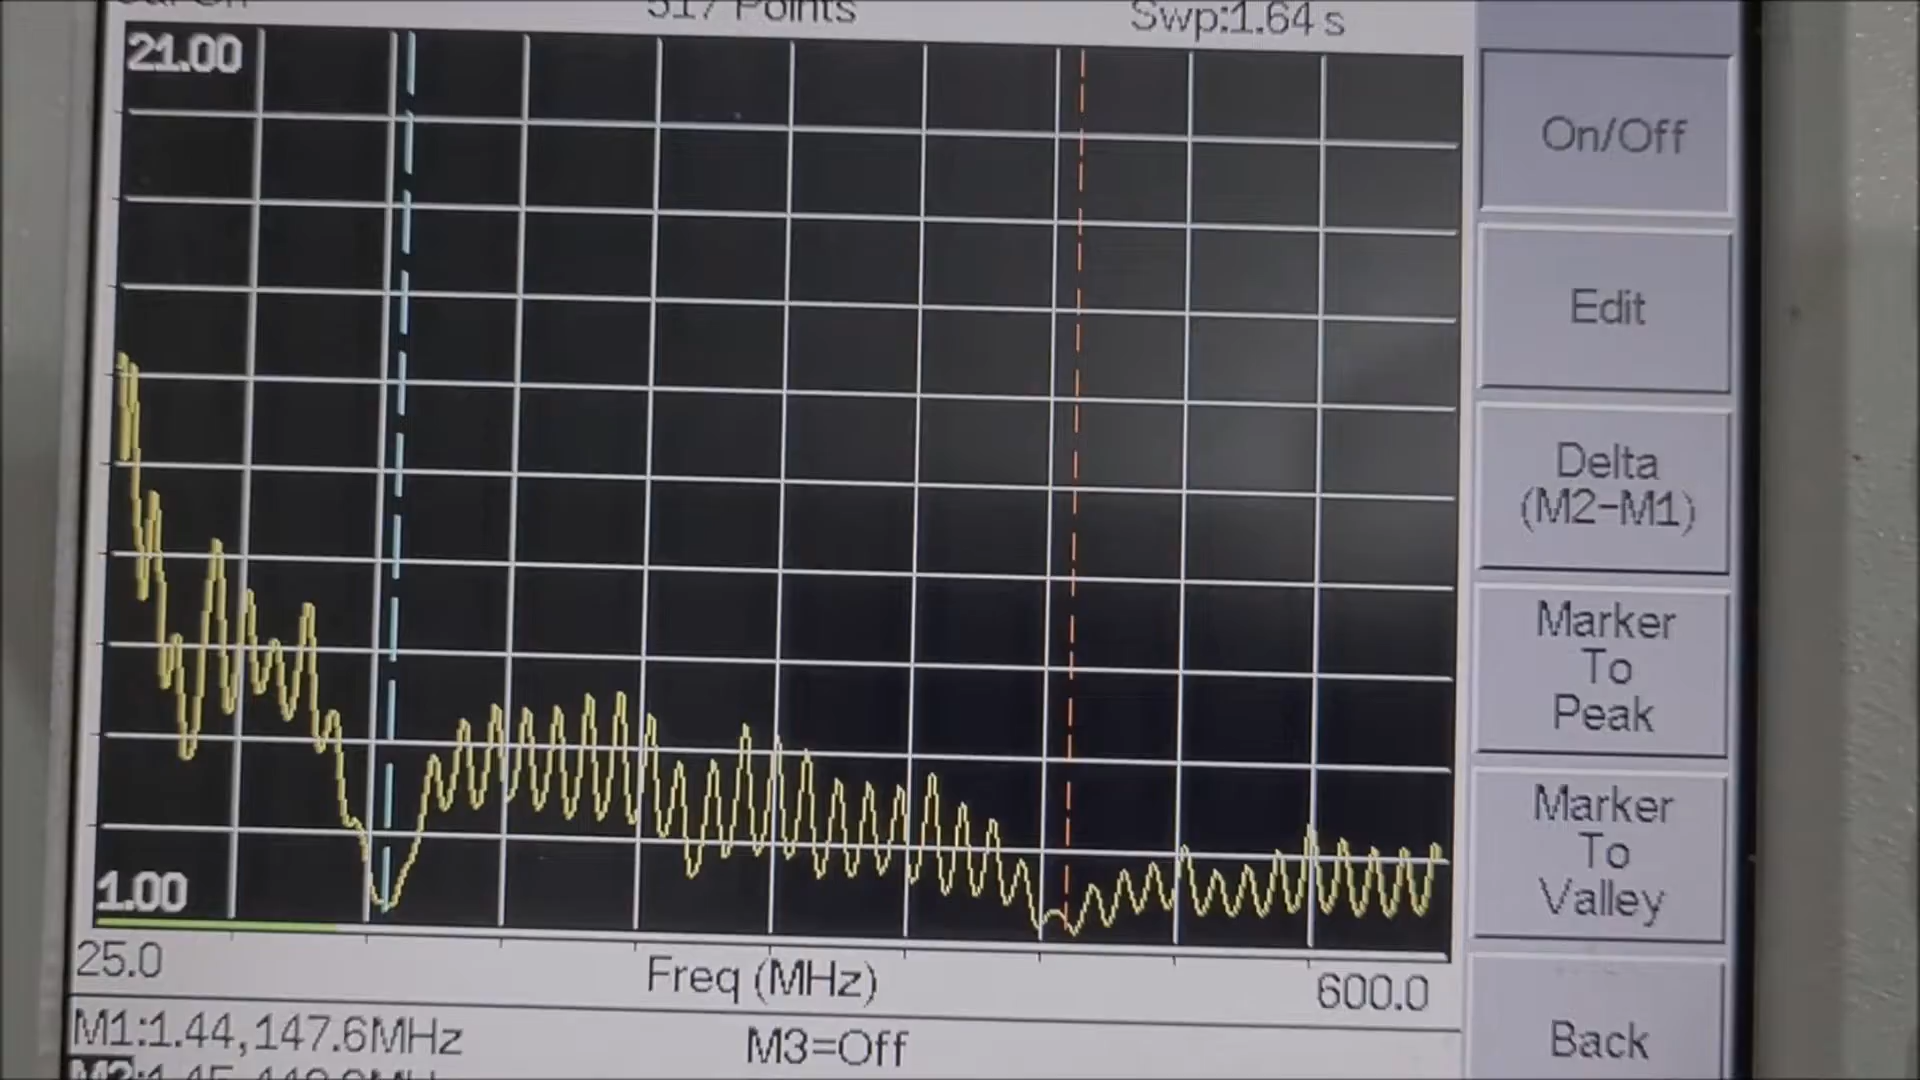 517 Points
Swp:1.64 s
21.00
On/Off
Edit
Delta
(M2-M1)
Marker
To
Peak
Marker
To
Valley
1.00
25.0
Freq (MHz)
600.0
M1:1.44,147.6MHz
M3=Off
Back